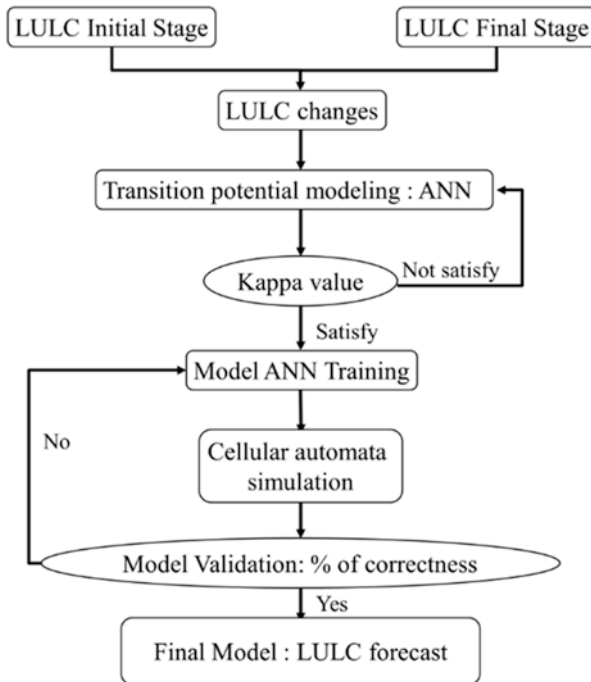 LULC Initial Stage
LULC Final Stage
LULC changes
Transition potential modeling : ANN
Kappa value
Not satisfy
Satisfy
Model ANN Training
No
Cellular automata
simulation
Model Validation: % of correctness
Yes
Final Model : LULC forecast